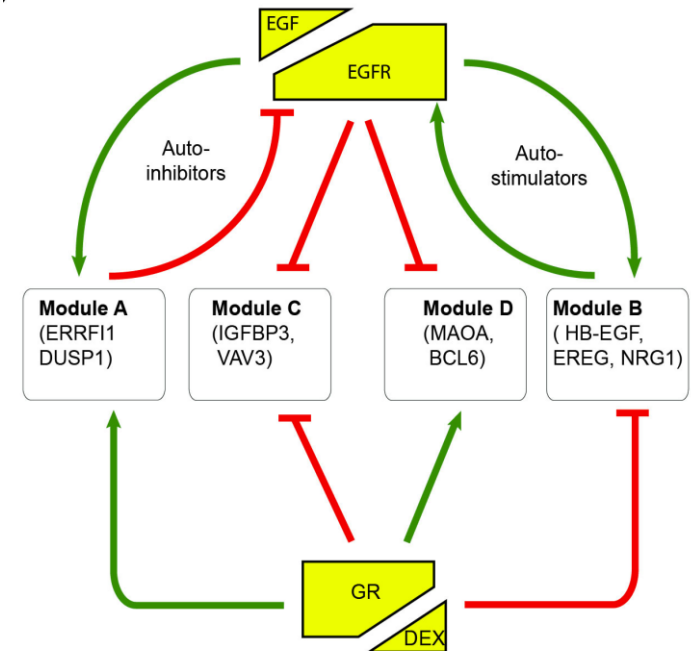 EGF
EGFR
Auto-
inhibitors
Auto-
stimulators
Module A
(ERRFI1
DUSP1)
Module C
(IGFBP3,
VAV3)
Module D
(MAOA,
BCL6)
Module B
( HB-EGF,
EREG, NRG1)
GR
DEX